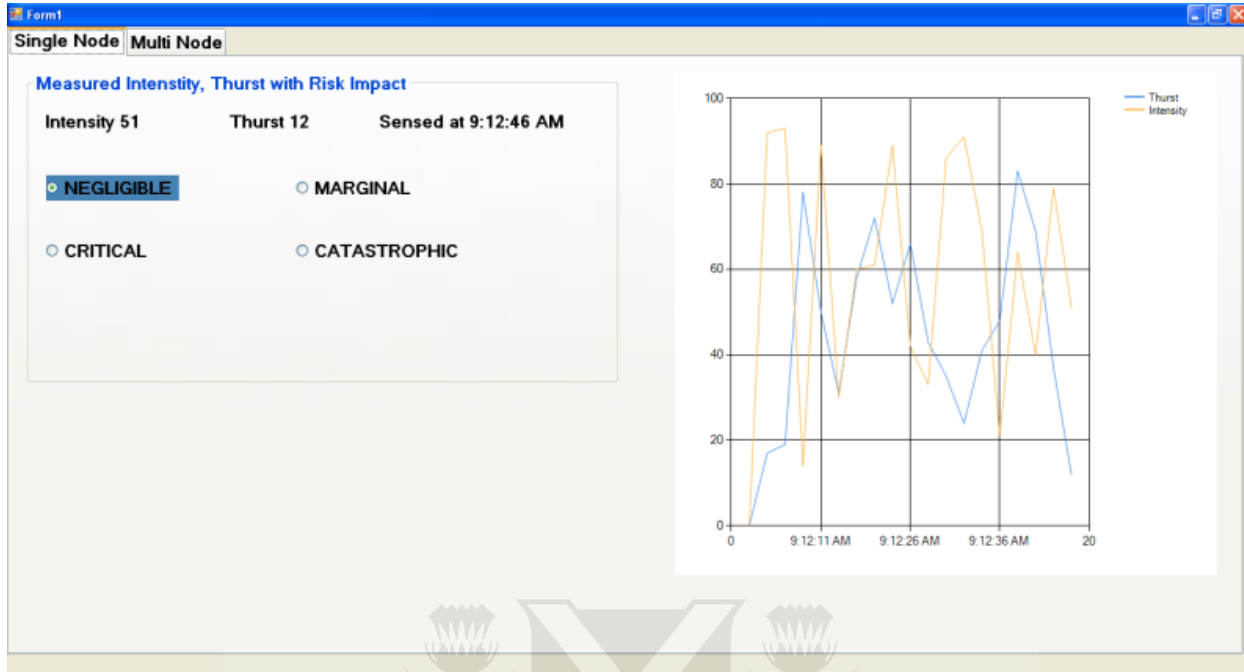 Form1
Single Node Multi Node
Measured Intenstity, Thurst with Risk Impact
Intensity 51 Thurst 12 Sensed at 9:12:46 AM
NEGLIGIBLE MARGINAL
CRITICAL CATASTROPHIC
Thurst
Intensity
100
80
60
40
20
0
0 9:12:11 AM 9:12:26 AM 9:12:36 AM 20